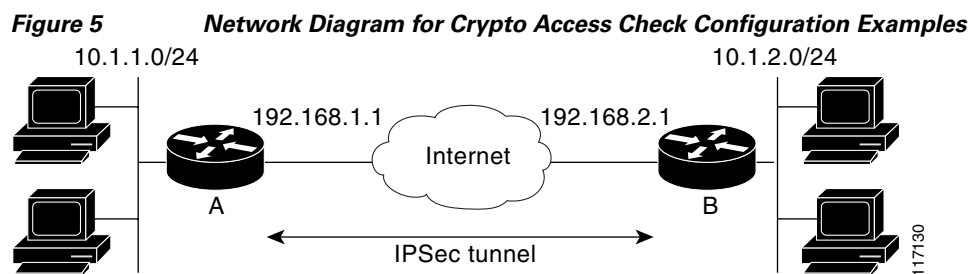 Figure 5 Network Diagram for Crypto Access Check Configuration Examples
10.1.1.0/24 10.1.2.0/24
192.168.1.1 192.168.2.1
Internet
A B
IPSec tunnel
117130